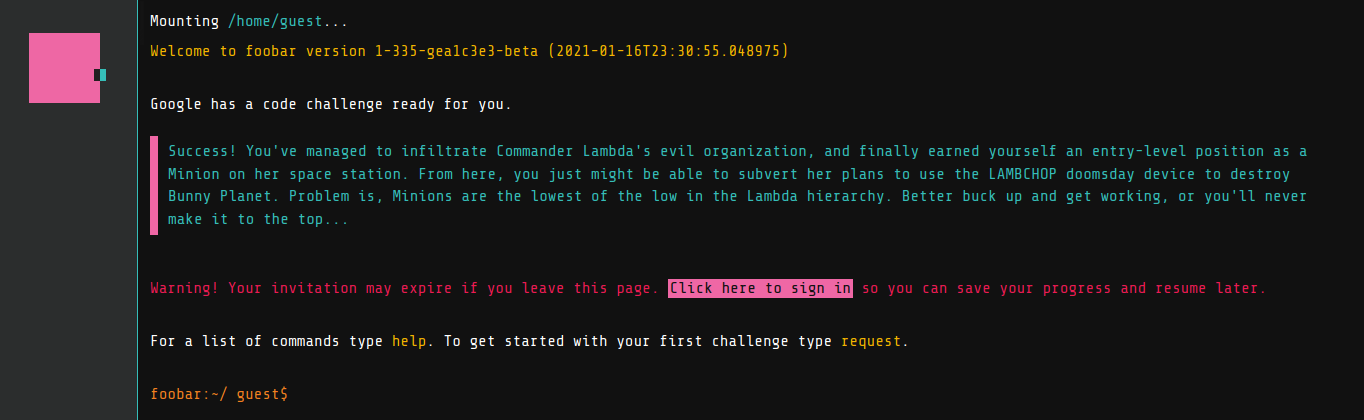 Mounting /home/guest...
Welcome to foobar version 1-335-gea1c3e3-beta (2021-01-16T23:30:55.048975)
Google has a code challenge ready for you.
Success! You've managed to infiltrate Commander Lambda's evil organization, and finally earned yourself an entry-level position as a
Minion on her space station. From here, you just might be able to subvert her plans to use the LAMBCHOP doomsday device to destroy
Bunny Planet. Problem is, Minions are the lowest of the low in the Lambda hierarchy. Better buck up and get working, or you'll never
make it to the top...
Warning! Your invitation may expire if you leave this page. Click here to sign in so you can save your progress and resume later.
For a list of commands type help. To get started with your first challenge type request.
foobar:~/ guest$